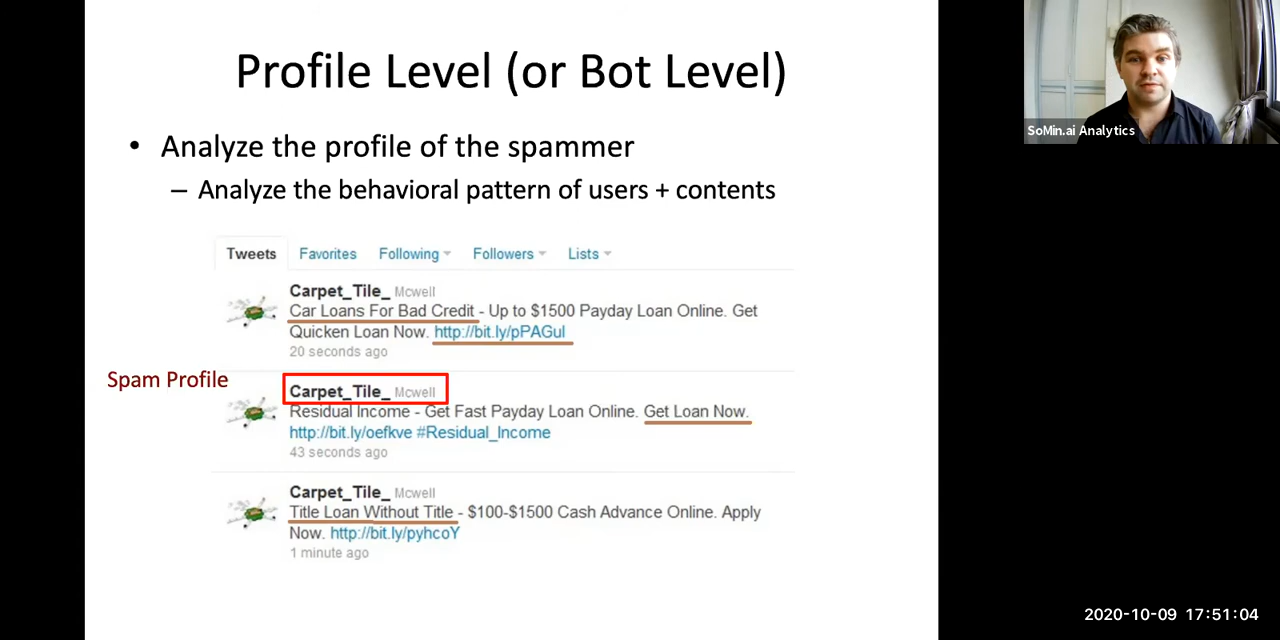 Profile Level (or Bot Level)
SoMin.ai Analytics
• Analyze the profile of the spammer
– Analyze the behavioral pattern of users + contents
Tweets Favorites Following Followers Lists
Carpet_Tile_ Mcwell
Car Loans For Bad Credit - Up to $1500 Payday Loan Online. Get
Quicken Loan Now. http://bit.ly/pPAGul
20 seconds ago
Spam Profile
Carpet_Tile_ Mcwell
Residual Income - Get Fast Payday Loan Online. Get Loan Now.
http://bit.ly/oefkve #Residual_Income
43 seconds ago
Carpet_Tile_ Mcwell
Title Loan Without Title - $100-$1500 Cash Advance Online. Apply
Now. http://bit.ly/pyhcoY
1 minute ago
2020-10-09 17:51:04